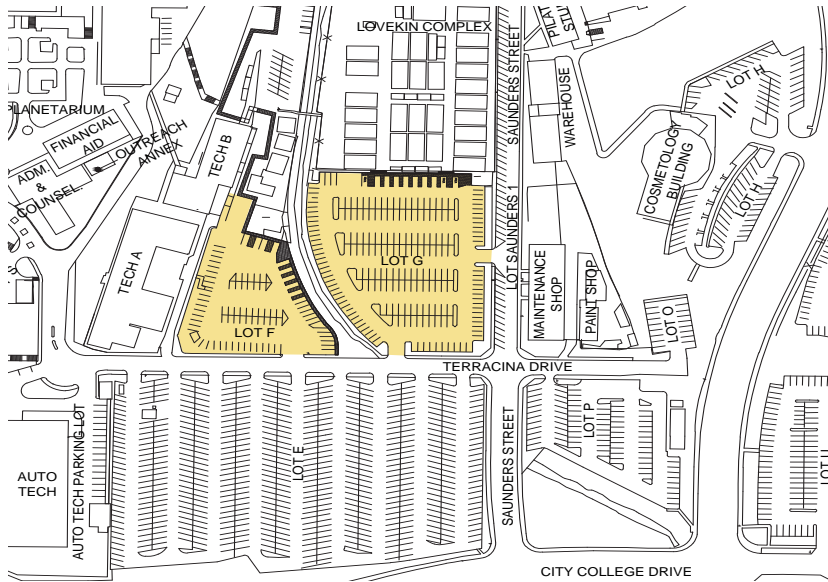 LOVEKIN COMPLEX
SAUNDERS STREET
LOT H
WAREHOUSE
PLANETARIUM
FINANCIAL
AID
OUTREACH
ANNEX
TECH B
ADM.
&
COUNSEL.
COSMETOLOGY
BUILDING
LOT H
LOT SAUNDERS 1
TECH A
LOT G
MAINTENANCE
SHOP
PAINT SHOP
LOT O
LOT F
TERRACINA DRIVE
AUTO
TECH
AUTO TECH PARKING LOT
LOT E
SAUNDERS STREET
LOT P
CITY COLLEGE DRIVE